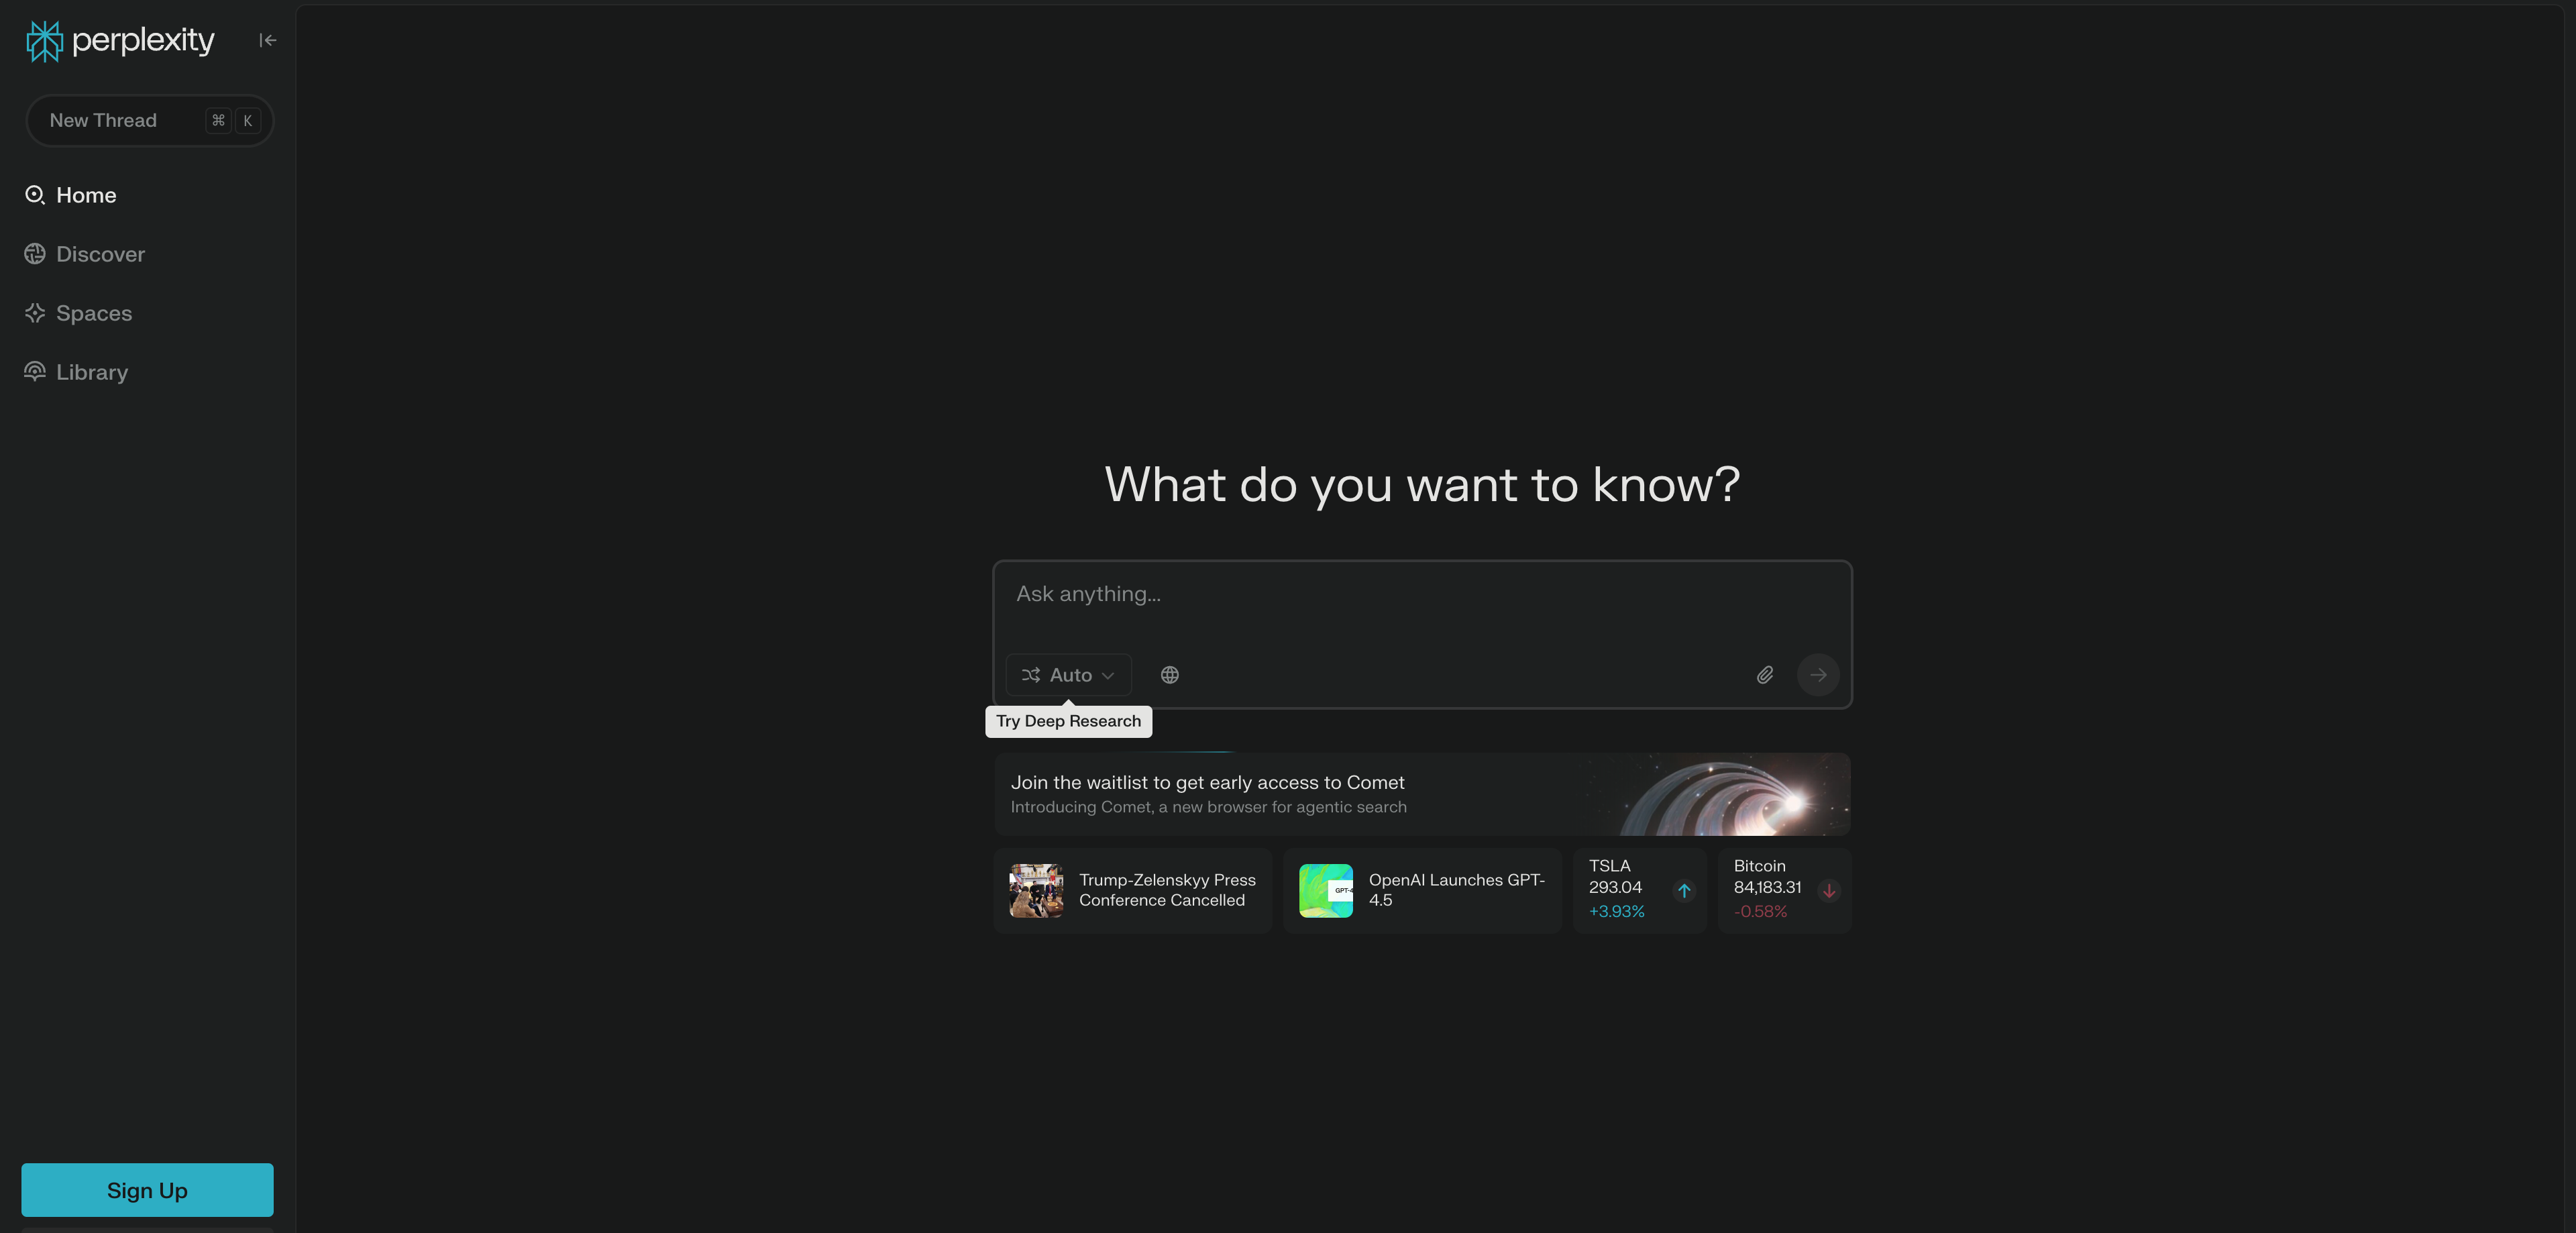 perplexity
New Thread ⌘ K
Home
Discover
Spaces
Library
Sign Up
What do you want to know?
Ask anything...
Auto
Try Deep Research
Join the waitlist to get early access to Comet
Introducing Comet, a new browser for agentic search
Trump-Zelenskyy Press
Conference Cancelled
GPT-4
OpenAI Launches GPT-
4.5
TSLA
293.04
+3.93%
Bitcoin
84,183.31
-0.58%